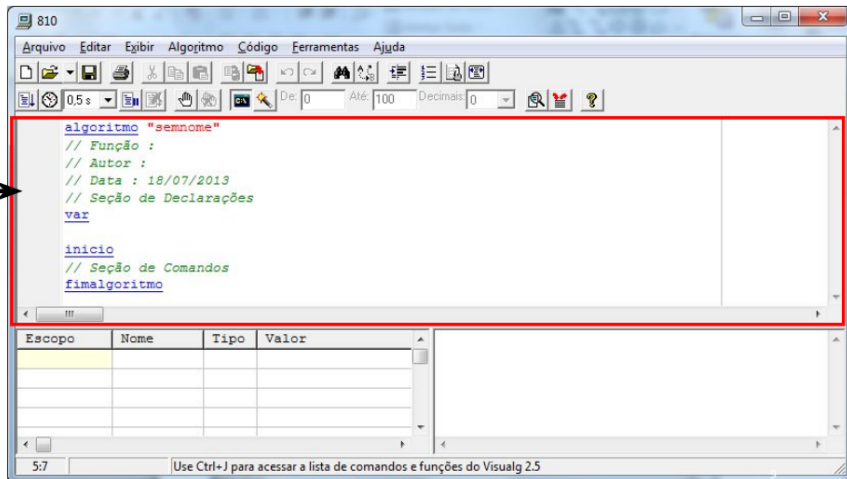 810
Arquivo Editar Exibir Algoritmo Código Ferramentas Ajuda
0,5 s De: 0 Até: 100 Decimais: 0
algoritmo "semnome"
// Função :
// Autor :
// Data : 18/07/2013
// Seção de Declarações
var
inicio
// Seção de Comandos
fimalgoritmo
Escopo Nome Tipo Valor
5:7 Use Ctrl+J para acessar a lista de comandos e funções do Visualg 2.5